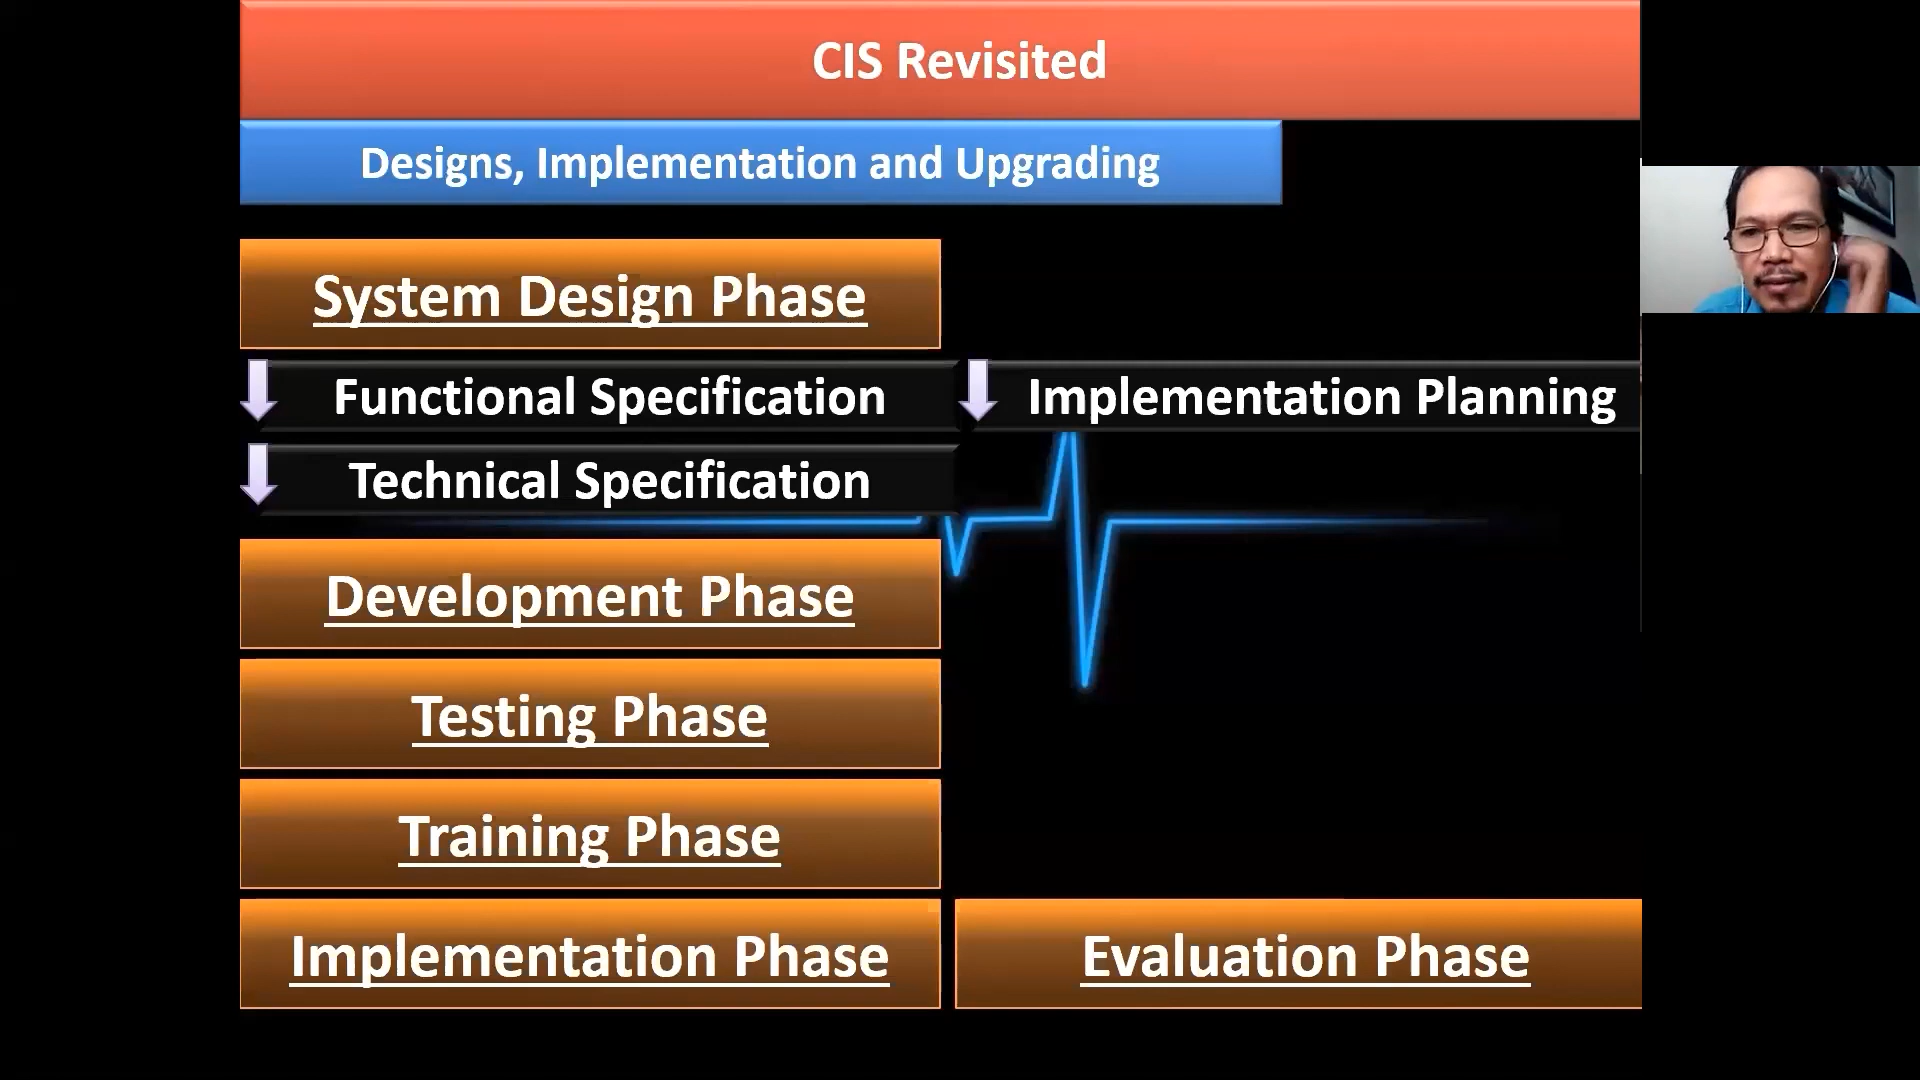 CIS Revisited
Designs, Implementation and Upgrading
System Design Phase
Functional Specification
Implementation Planning
Technical Specification
Development Phase
Testing Phase
Training Phase
Implementation Phase
Evaluation Phase